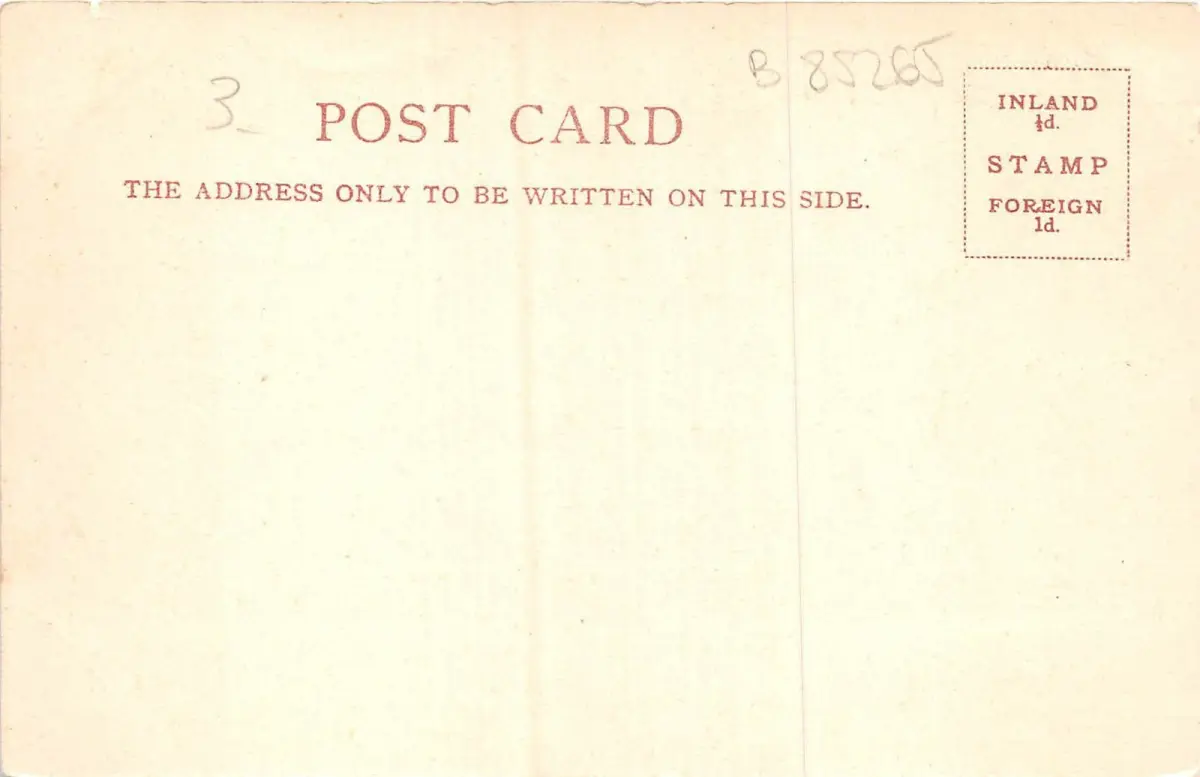 B 85265
3
POST CARD
THE ADDRESS ONLY TO BE WRITTEN ON THIS SIDE.
INLAND
½d.
STAMP
FOREIGN
1d.